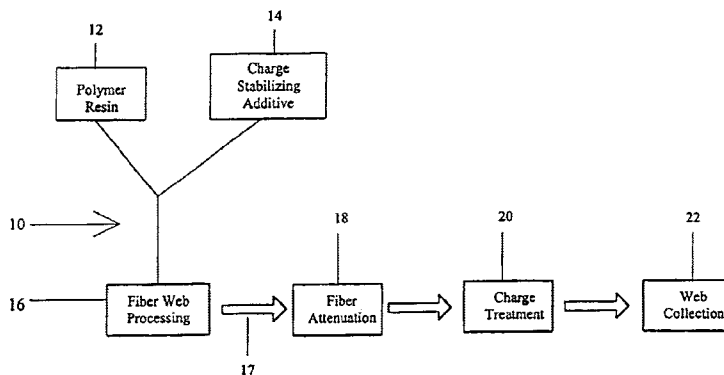 12
14
Polymer
Resin
Charge
Stabilizing
Additive
10
18
20
22
16
Fiber Web
Processing
Fiber
Attenuation
Charge
Treatment
Web
Collection
17